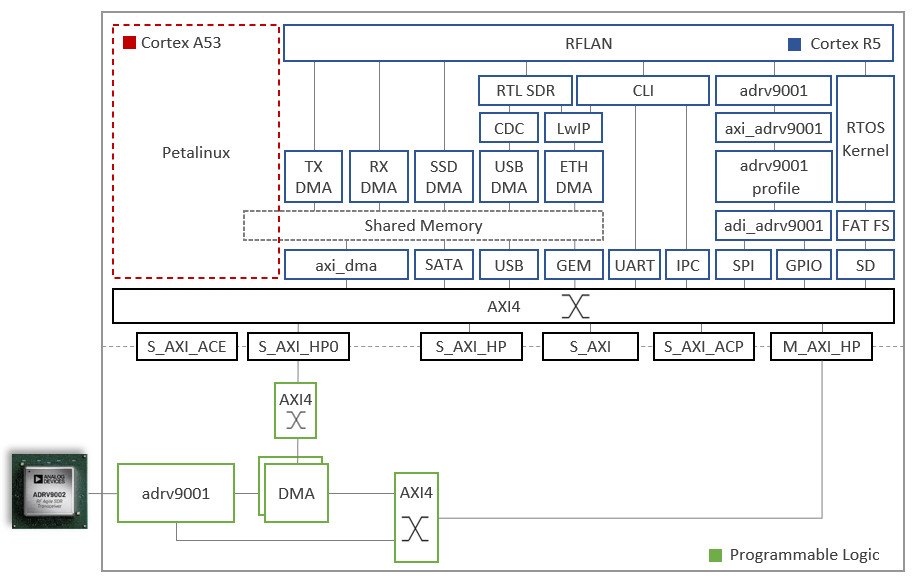 Cortex A53
RFLAN
Cortex R5
Petalinux
RTL SDR
CLI
adrv9001
RTOS
Kernel
CDC
LwIP
axi_adrv9001
TX
DMA
RX
DMA
SSD
DMA
USB
DMA
ETH
DMA
adrv9001
profile
Shared Memory
adi_adrv9001
FAT FS
axi_dma
SATA
USB
GEM
UART
IPC
SPI
GPIO
SD
AXI4
S_AXI_ACE
S_AXI_HP0
S_AXI_HP
S_AXI
S_AXI_ACP
M_AXI_HP
AXI4
ANALOG
DEVICES
ADRV9002
RF Agile SDR
Transceiver
adrv9001
DMA
AXI4
Programmable Logic